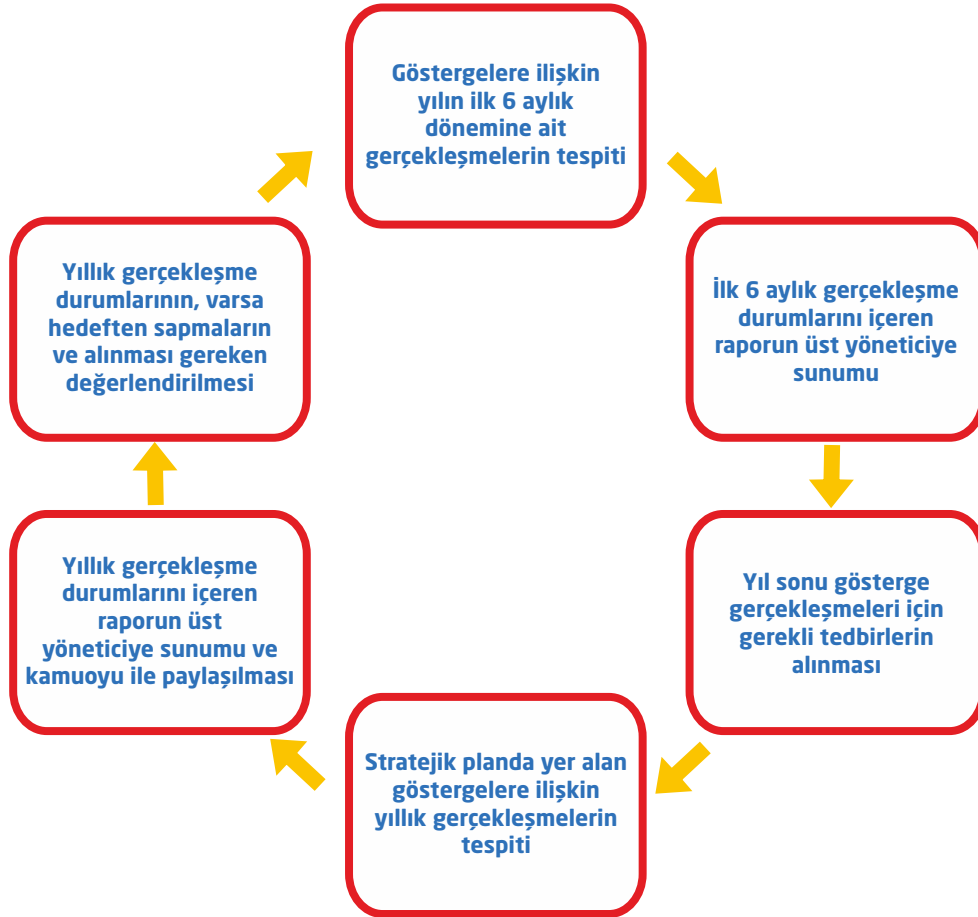 Göstergelere ilişkin
yılın ilk 6 aylık
dönemine ait
gerçekleşmelerin tespiti
İlk 6 aylık gerçekleşme
durumlarını içeren
raporun üst yöneticiye
sunumu
Yıl sonu gösterge
gerçekleşmeleri için
gerekli tedbirlerin
alınması
Stratejik planda yer alan
göstergelere ilişkin
yıllık gerçekleşmelerin
tespiti
Yıllık gerçekleşme
durumlarını içeren
raporun üst
yöneticiye sunumu ve
kamuoyu ile paylaşılması
Yıllık gerçekleşme
durumlarının, varsa
hedeften sapmaların
ve alınması gereken
değerlendirilmesi